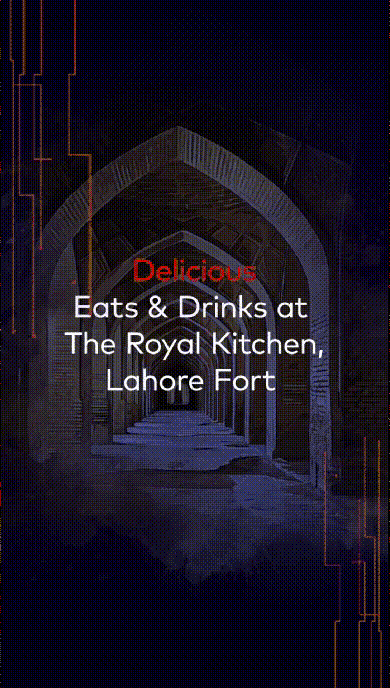 Delicious
Eats & Drinks at
The Royal Kitchen,
Lahore Fort